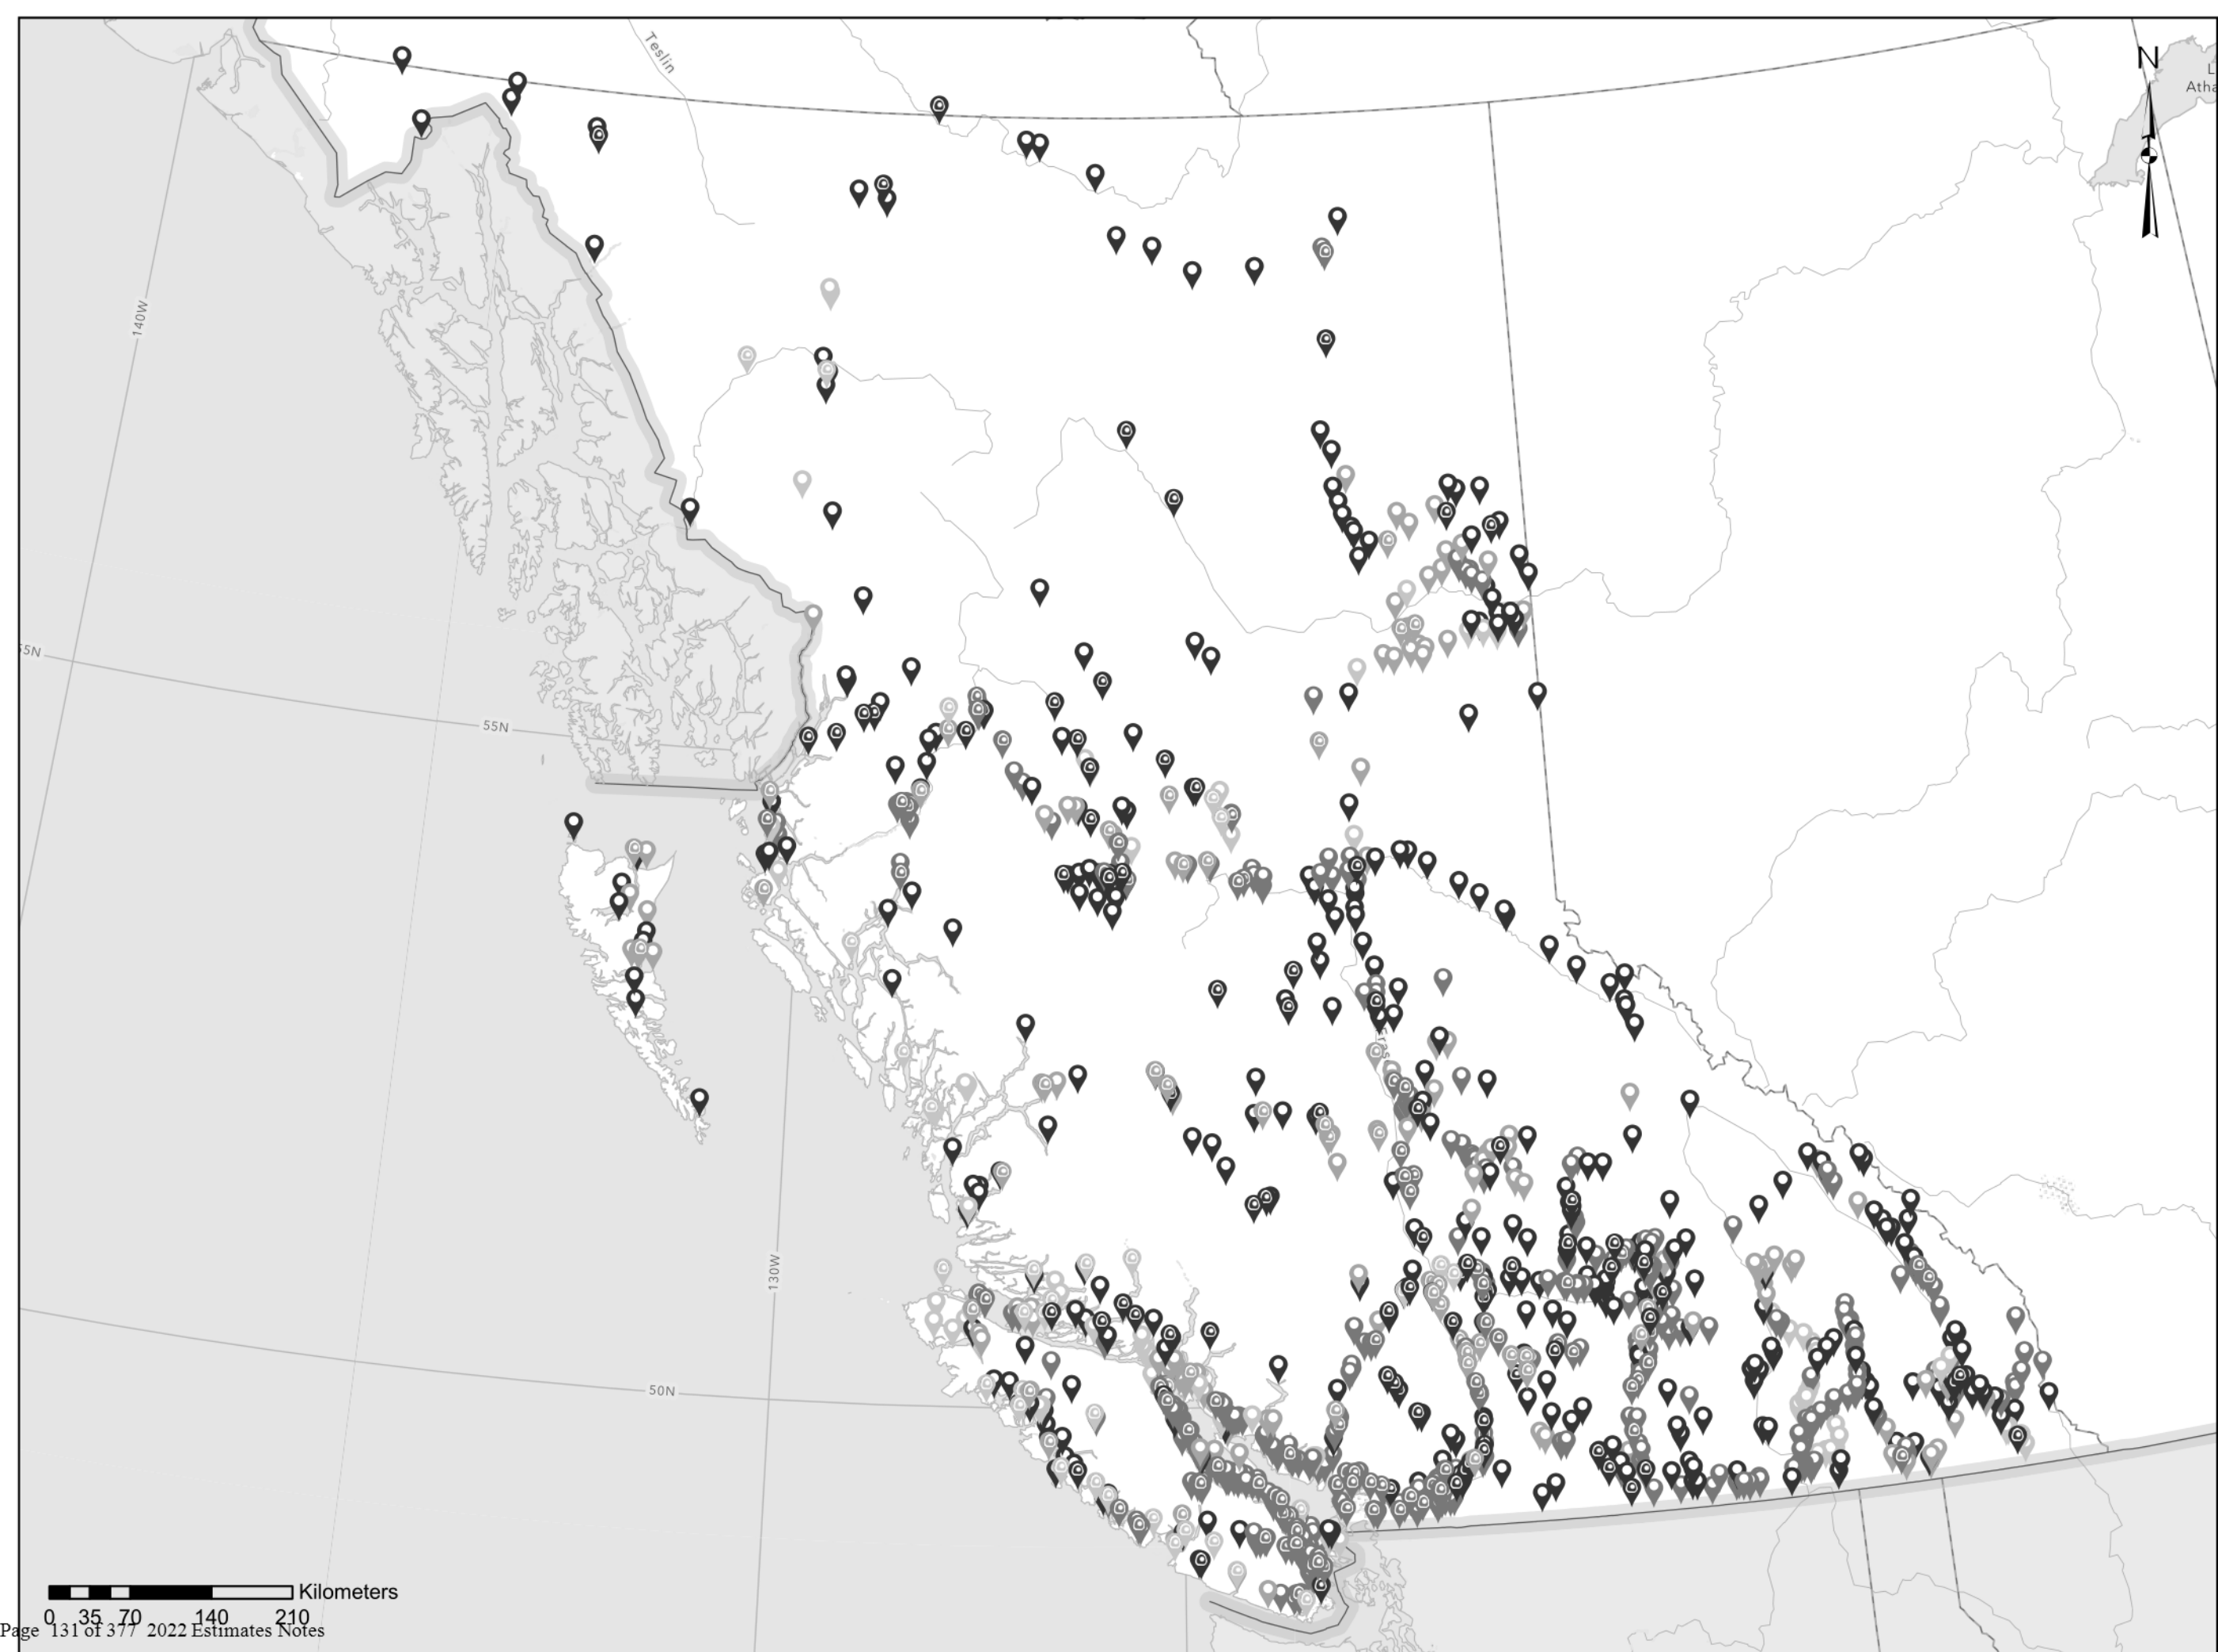 Teslin
N
L
Atha
140W
55N
55N
Fras
50N
130W
Kilometers
0 35 70 140 210
Page 131 of 377 2022 Estimates Notes